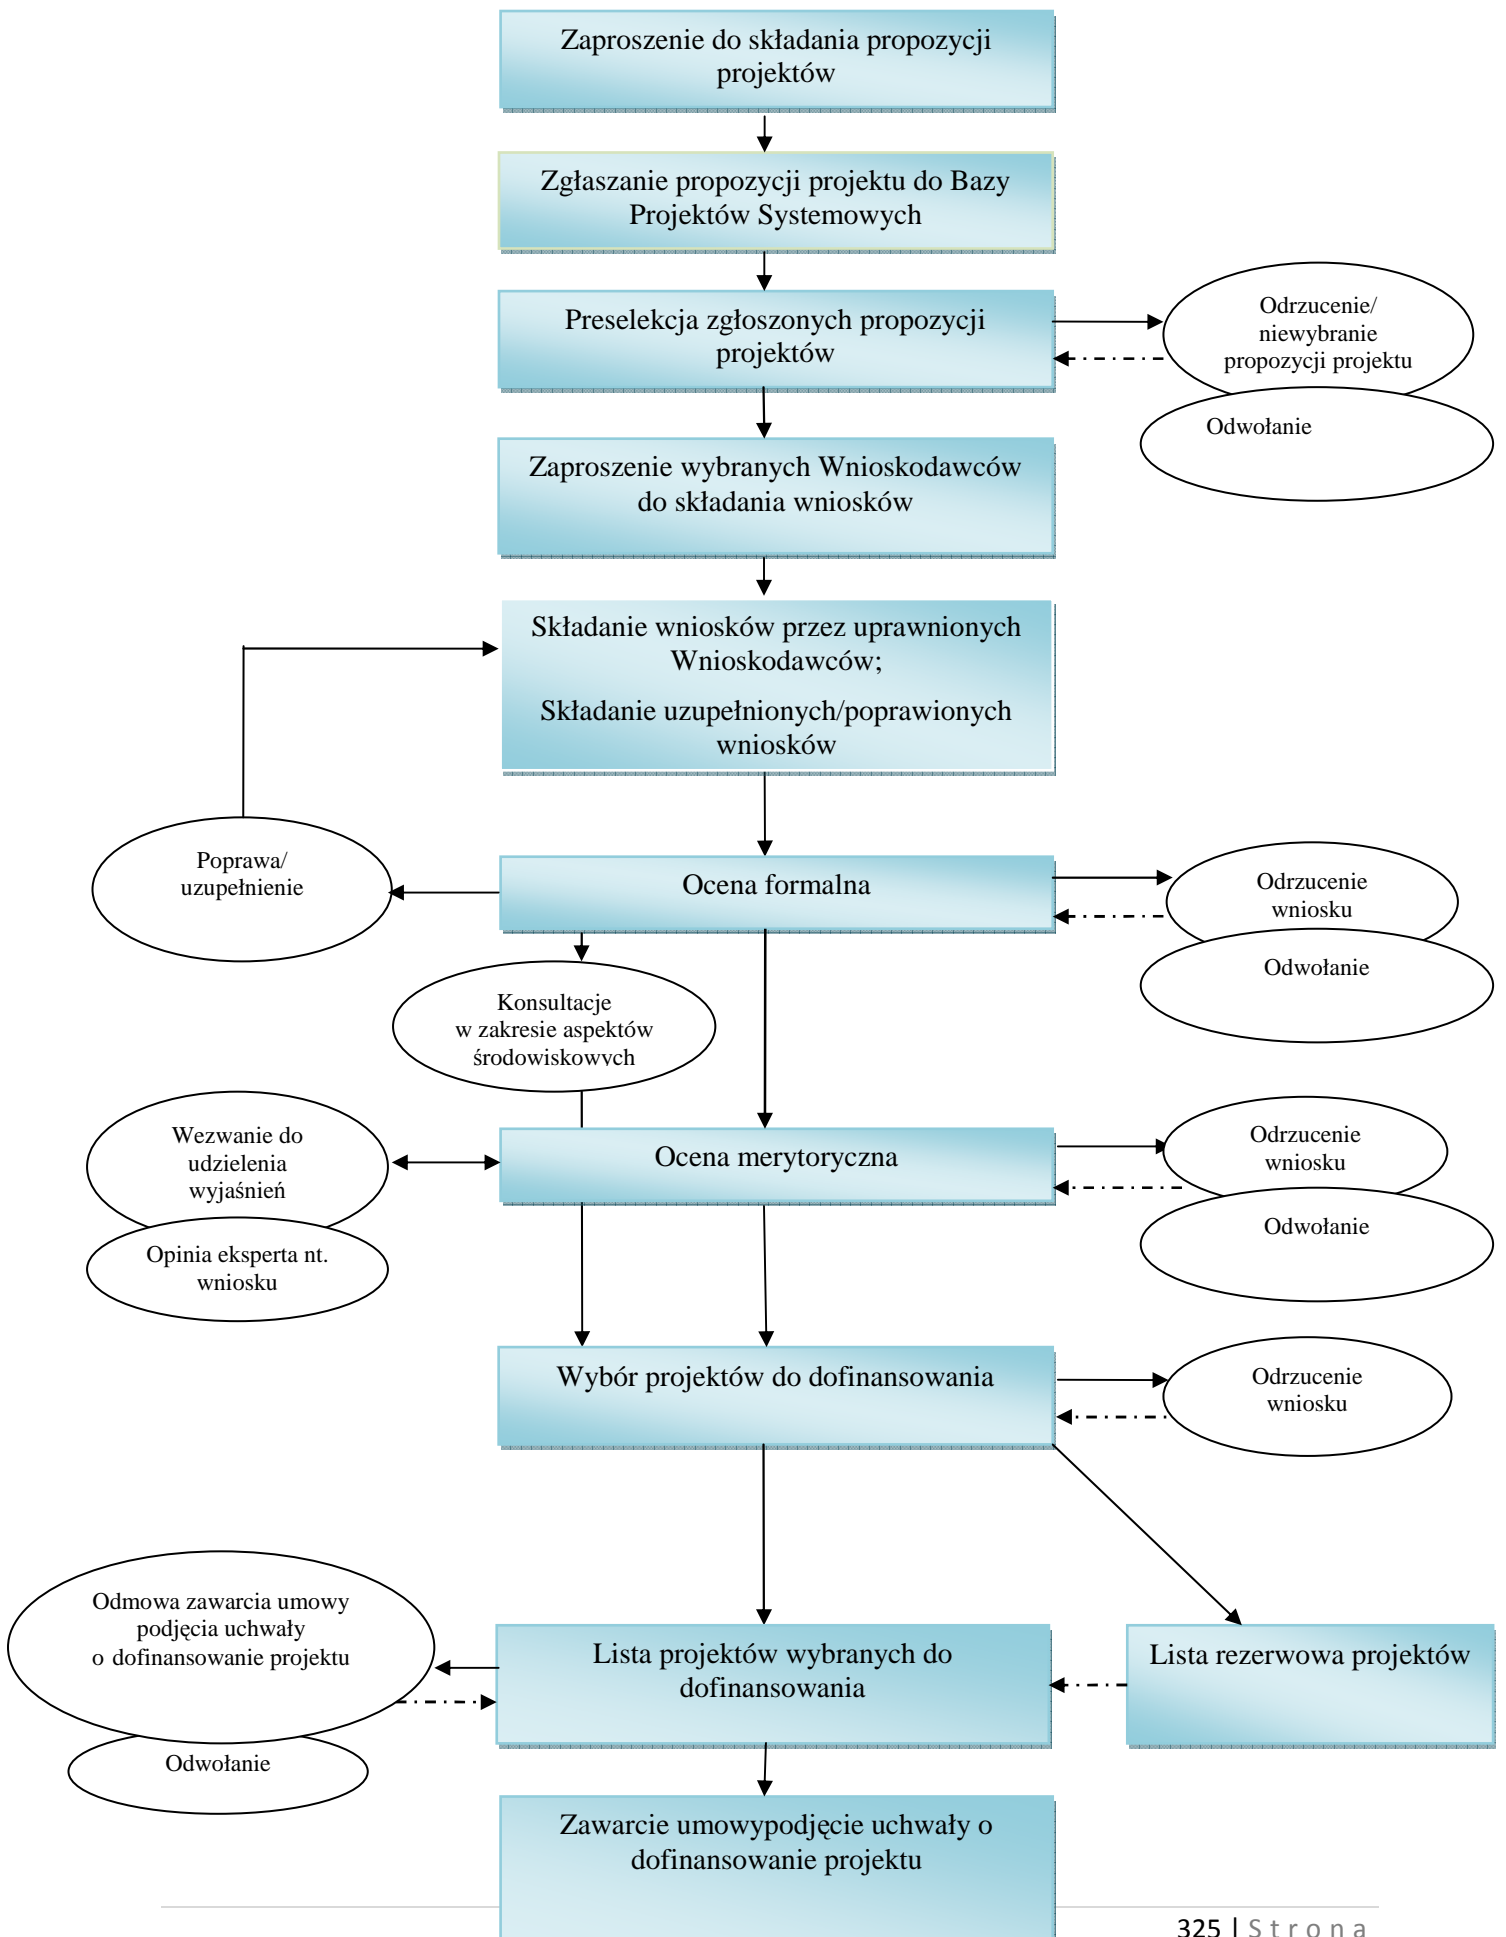 Zaproszenie do składania propozycji
projektów
Zgłaszanie propozycji projektu do Bazy
Projektów Systemowych
Preselekcja zgłoszonych propozycji
projektów
Odrzucenie/
niewybranie
propozycji projektu
Odwołanie
Zaproszenie wybranych Wnioskodawców
do składania wniosków
Składanie wniosków przez uprawnionych
Wnioskodawców;
Składanie uzupełnionych/poprawionych
wniosków
Poprawa/
uzupełnienie
Ocena formalna
Odrzucenie
wniosku
Odwołanie
Konsultacje
w zakresie aspektów
środowiskowych
Wezwanie do
udzielenia
wyjaśnień
Opinia eksperta nt.
wniosku
Ocena merytoryczna
Odrzucenie
wniosku
Odwołanie
Wybór projektów do dofinansowania
Odrzucenie
wniosku
Odmowa zawarcia umowy
podjęcia uchwały
o dofinansowanie projektu
Odwołanie
Lista projektów wybranych do
dofinansowania
Lista rezerwowa projektów
Zawarcie umowypodjęcie uchwały o
dofinansowanie projektu
325 | Strona